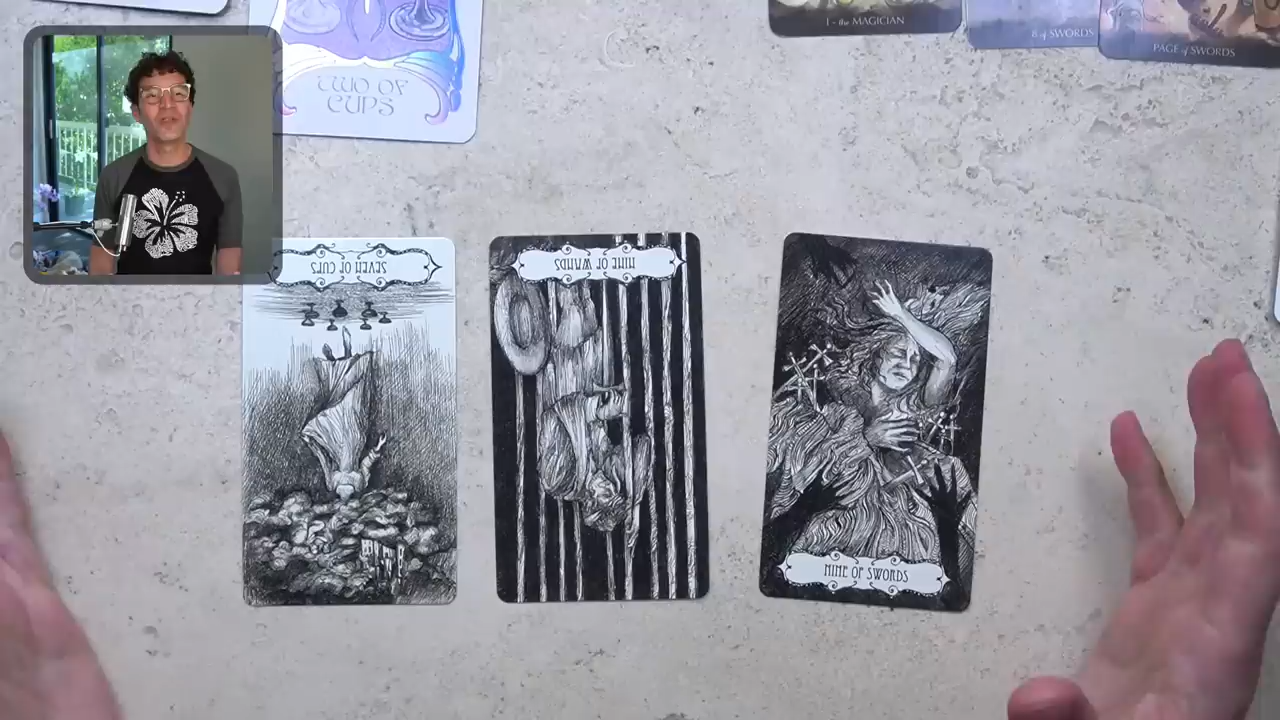 TWO OF
CUPS
I - the MAGICIAN
8 of SWORDS
PAGE of SWORDS
SEVEN OF CUPS
NINE OF WANDS
NINE OF SWORDS